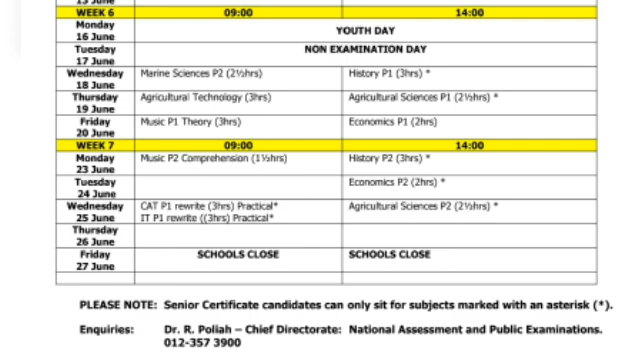 13 June
WEEK 6 09:00 14:00
Monday
16 June YOUTH DAY
Tuesday
17 June NON EXAMINATION DAY
Wednesday
18 June Marine Sciences P2 (2½hrs) History P1 (3hrs) *
Thursday
19 June Agricultural Technology (3hrs) Agricultural Sciences P1 (2½hrs) *
Friday
20 June Music P1 Theory (3hrs) Economics P1 (2hrs)
WEEK 7 09:00 14:00
Monday
23 June Music P2 Comprehension (1½hrs) History P2 (3hrs) *
Tuesday
24 June Economics P2 (2hrs) *
Wednesday CAT P1 rewrite (3hrs) Practical* Agricultural Sciences P2 (2½hrs) *
25 June IT P1 rewrite ((3hrs) Practical*
Thursday
26 June
Friday SCHOOLS CLOSE SCHOOLS CLOSE
27 June
PLEASE NOTE: Senior Certificate candidates can only sit for subjects marked with an asterisk (*).
Enquiries: Dr. R. Poliah – Chief Directorate: National Assessment and Public Examinations.
012-357 3900